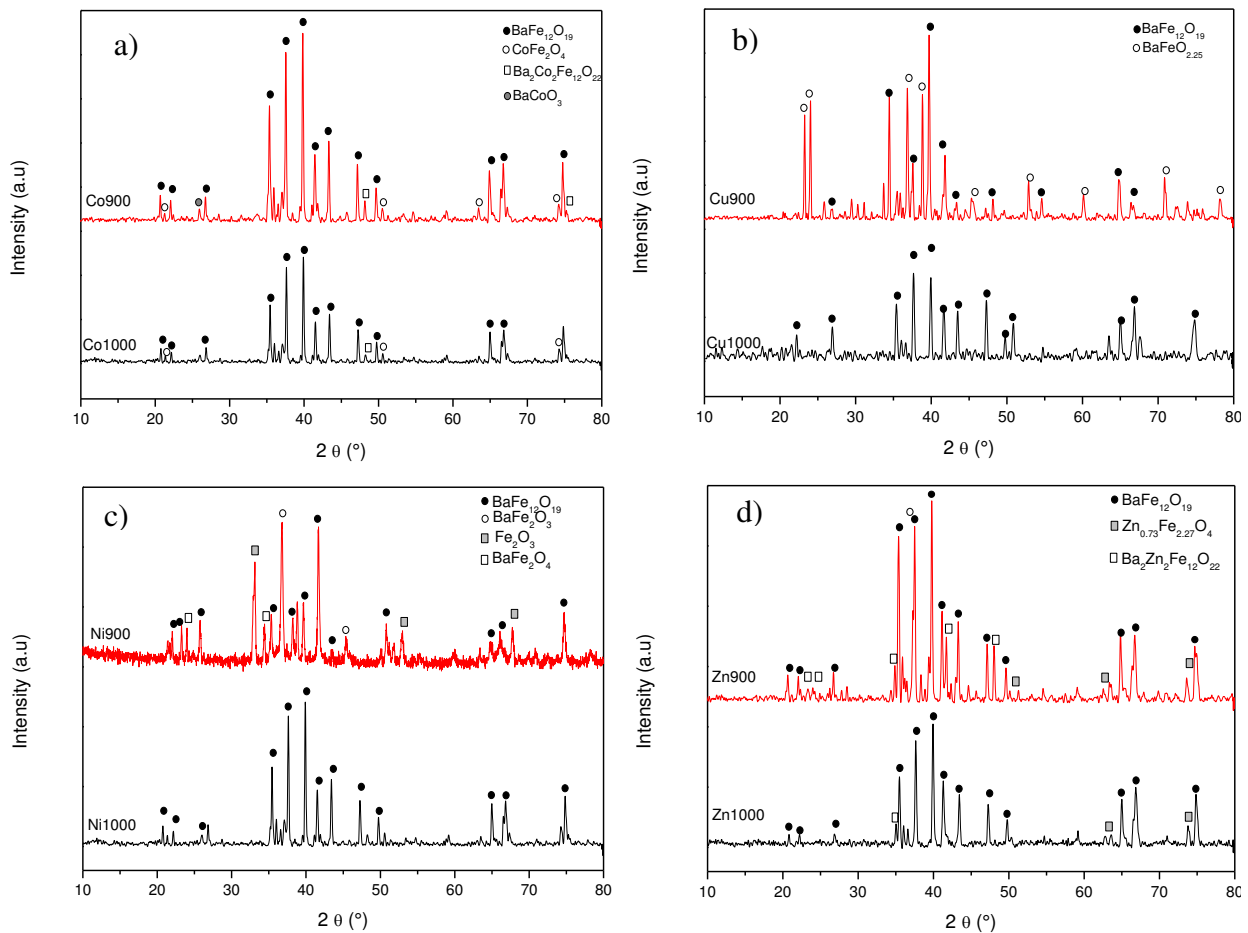 a)
BaFe12O19
CoFe2O4
Ba2Co2Fe12O22
BaCoO3
Co900
Co1000
Intensity (a.u)
10 20 30 40 50 60 70 80
2 θ (°)
b)
BaFe12O19
BaFeO2.25
Cu900
Cu1000
Intensity (a.u)
10 20 30 40 50 60 70 80
2 θ (°)
c)
BaFe12O19
BaFe2O3
Fe2O3
BaFe2O4
Ni900
Ni1000
Intensity (a.u)
10 20 30 40 50 60 70 80
2 θ (°)
d)
BaFe12O19
Zn0.73Fe2.27O4
Ba2Zn2Fe12O22
Zn900
Zn1000
Intensity (a.u)
10 20 30 40 50 60 70 80
2 θ (°)